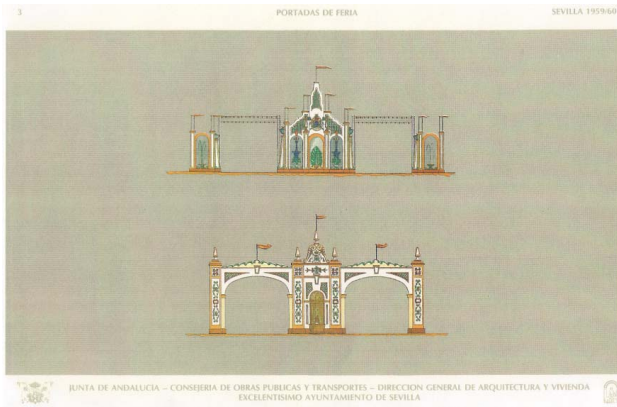 3
PORTADAS DE FERIA
SEVILLA 1959/60
JUNTA DE ANDALUCIA – CONSEJERIA DE OBRAS PUBLICAS Y TRANSPORTES – DIRECCION GENERAL DE ARQUITECTURA Y VIVIENDA
EXCELENTISIMO AYUNTAMIENTO DE SEVILLA